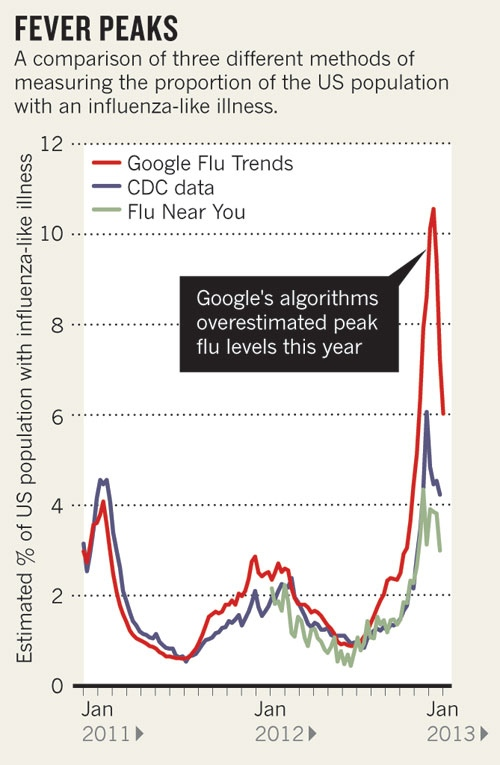 FEVER PEAKS
A comparison of three different methods of
measuring the proportion of the US population
with an influenza-like illness.
Estimated % of US population with influenza-like illness
12
10
8
6
4
2
0
Google Flu Trends
CDC data
Flu Near You
Google's algorithms
overestimated peak
flu levels this year
Jan
2011
Jan
2012
Jan
2013